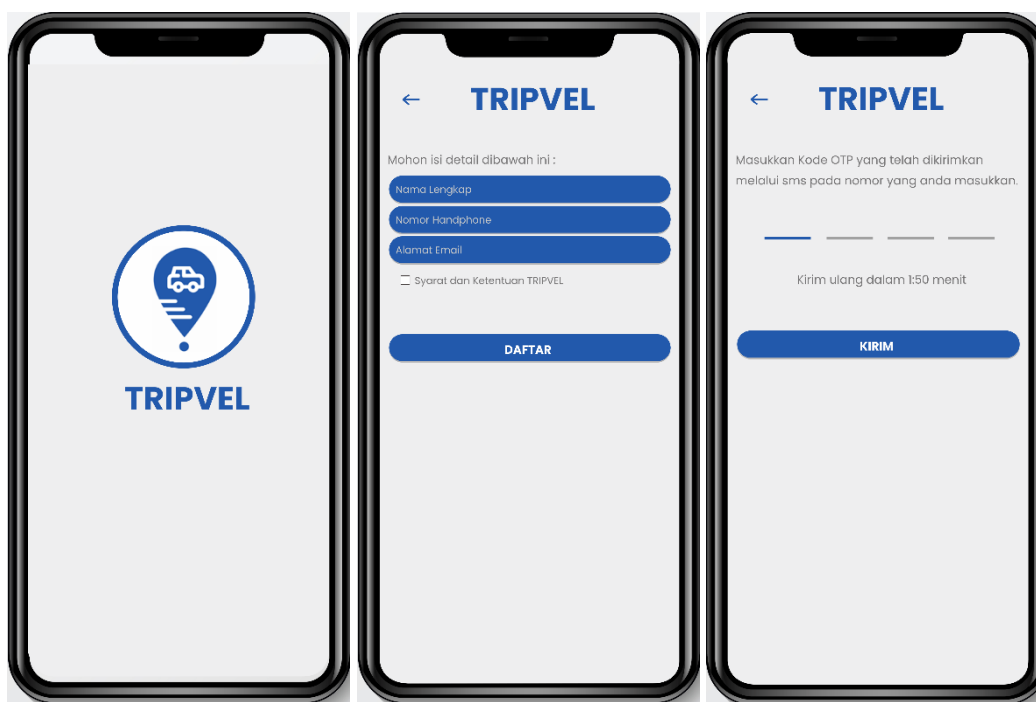 TRIPVEL
TRIPVEL
Mohon isi detail dibawah ini :
Nama Lengkap
Nomor Handphone
Alamat Email
Syarat dan Ketentuan TRIPVEL
DAFTAR
TRIPVEL
Masukkan Kode OTP yang telah dikirimkan
melalui sms pada nomor yang anda masukkan.
Kirim ulang dalam 1:50 menit
KIRIM